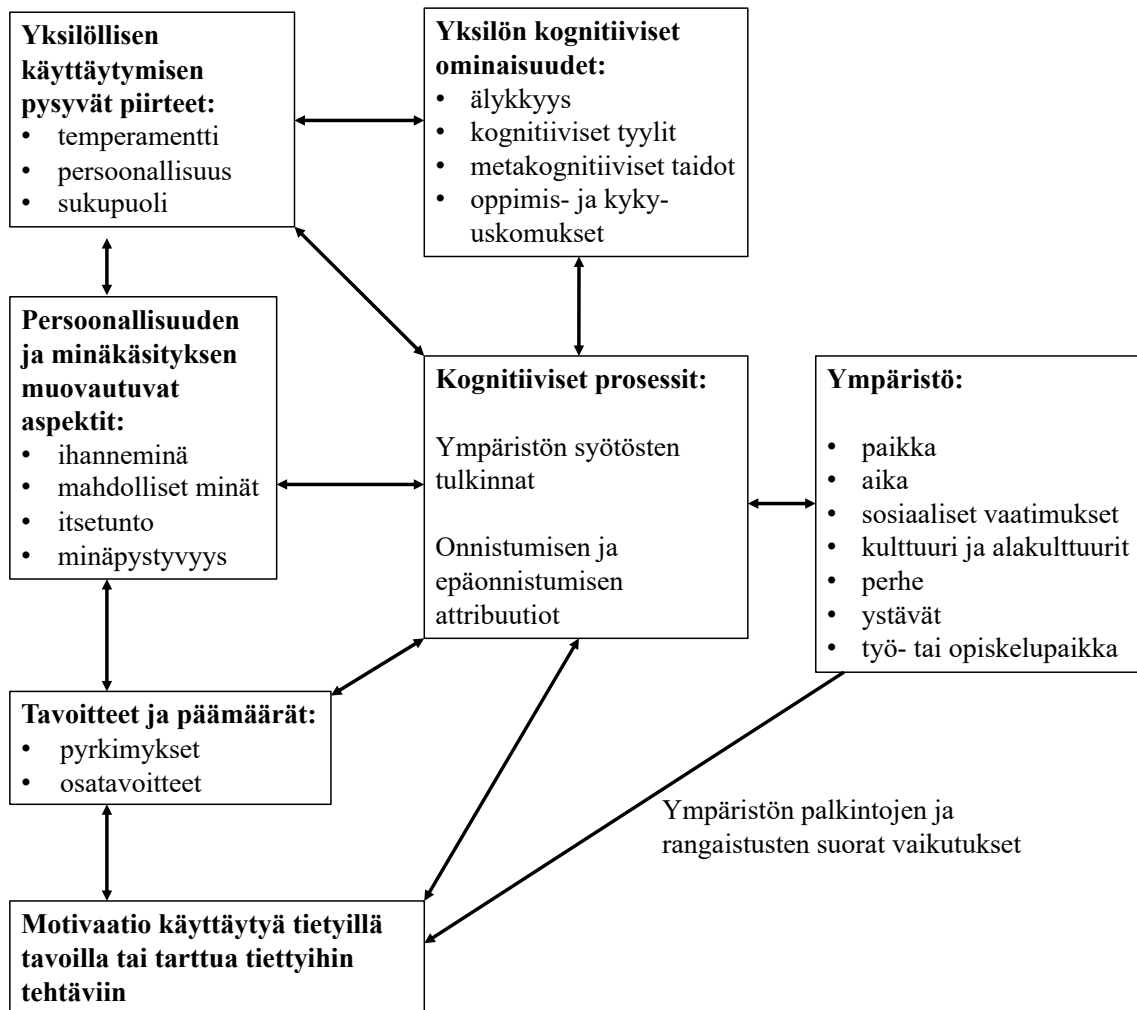 Yksilöllisen
käyttäytymisen
pysyvät piirteet:
• temperamentti
• persoonallisuus
• sukupuoli
Yksilön kognitiiviset
ominaisuudet:
• älykkyys
• kognitiiviset tyylit
• metakognitiiviset taidot
• oppimis- ja kyky-
uskomukset
Persoonallisuuden
ja minäkäsityksen
muovautuvat
aspektit:
• ihanneminä
• mahdolliset minät
• itsetunto
• minäpystyvyys
Kognitiiviset prosessit:
Ympäristön syötösten
tulkinnat
Onnistumisen ja
epäonnistumisen
attribuutiot
Ympäristö:
• paikka
• aika
• sosiaaliset vaatimukset
• kulttuuri ja alakulttuurit
• perhe
• ystävät
• työ- tai opiskelupaikka
Tavoitteet ja päämäärät:
• pyrkimykset
• osatavoitteet
Ympäristön palkintojen ja
rangaistusten suorat vaikutukset
Motivaatio käyttäytyä tietyillä
tavoilla tai tarttua tiettyihin
tehtäviin